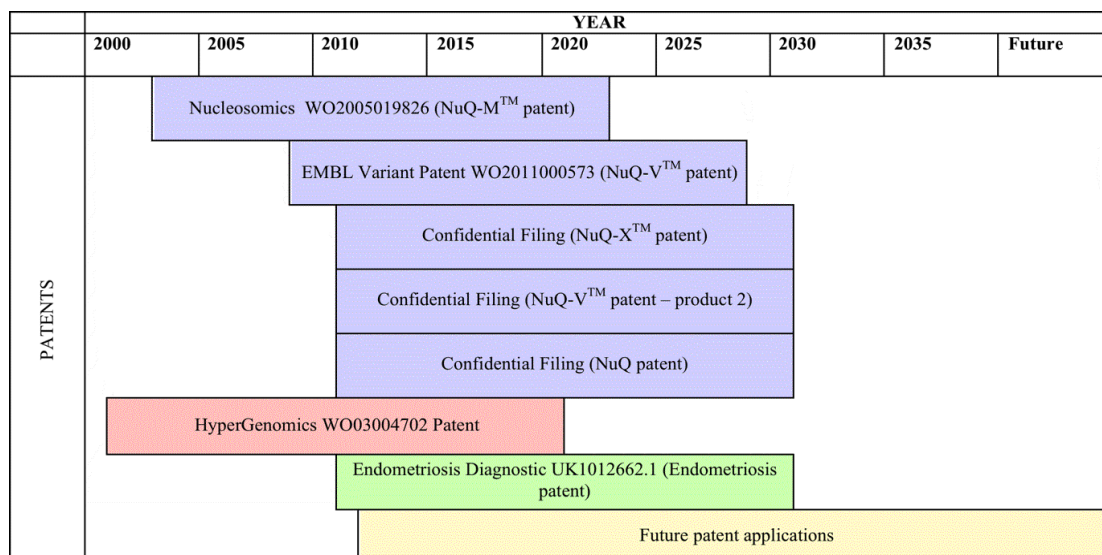 YEAR
2000 2005 2010 2015 2020 2025 2030 2035 Future
PATENTS
Nucleosomics WO2005019826 (NuQ-M™ patent)
EMBL Variant Patent WO2011000573 (NuQ-V™ patent)
Confidential Filing (NuQ-X™ patent)
Confidential Filing (NuQ-V™ patent – product 2)
Confidential Filing (NuQ patent)
HyperGenomics WO03004702 Patent
Endometriosis Diagnostic UK1012662.1 (Endometriosis
patent)
Future patent applications